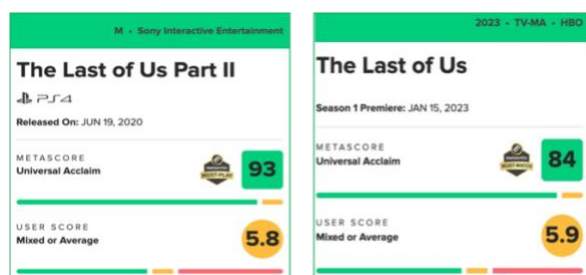 M • Sony Interactive Entertainment
The Last of Us Part II
PS4
Released On: JUN 19, 2020
METASCORE
Universal Acclaim
MUST-PLAY
93
USER SCORE
Mixed or Average
5.8
2023 • TV-MA • HBO
The Last of Us
Season 1 Premiere: JAN 15, 2023
METASCORE
Universal Acclaim
84
USER SCORE
Mixed or Average
5.9